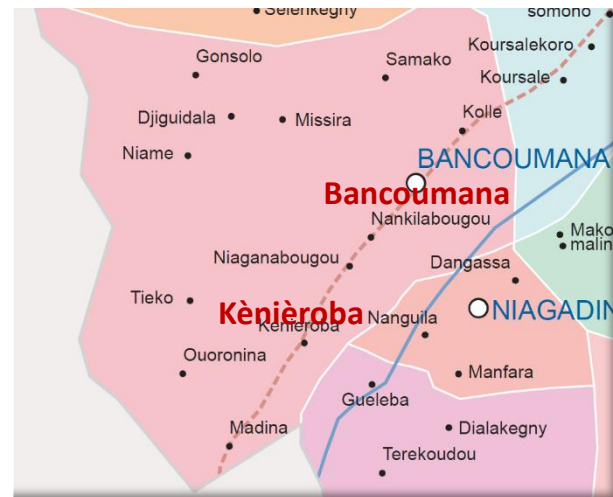 Selenkegny
somono
Gonsolo
Samako
Koursalekoro
Koursale
Djiguidala
Missira
Kolle
Niame
BANCOUMANA
Bancoumana
Nankilabougou
Mako
malin
Niaganabougou
Dangassa
Tieko
Kènièroba
Kenieroba
Nanguila
NIAGADIN
Ouoronina
Manfara
Gueleba
Madina
Dialakegny
Terekoudou